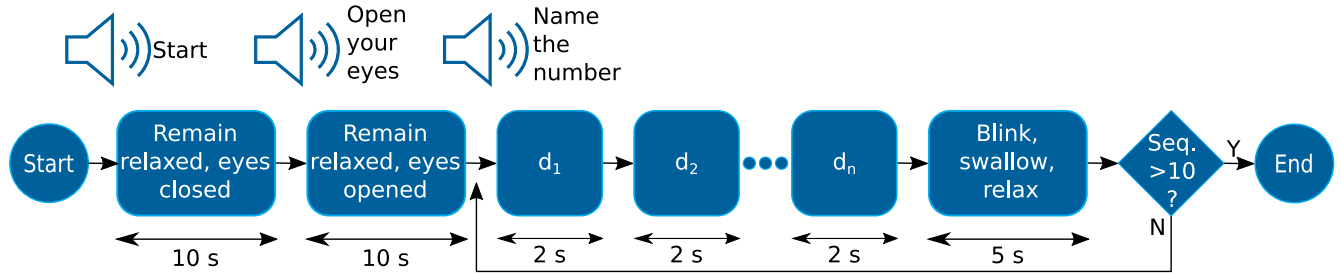 Start
Open
your
eyes
Name
the
number
Start
Remain
relaxed, eyes
closed
Remain
relaxed, eyes
opened
d1
d2
dn
Blink,
swallow,
relax
Seq.
>10
?
Y
End
N
10 s
10 s
2 s
2 s
2 s
5 s